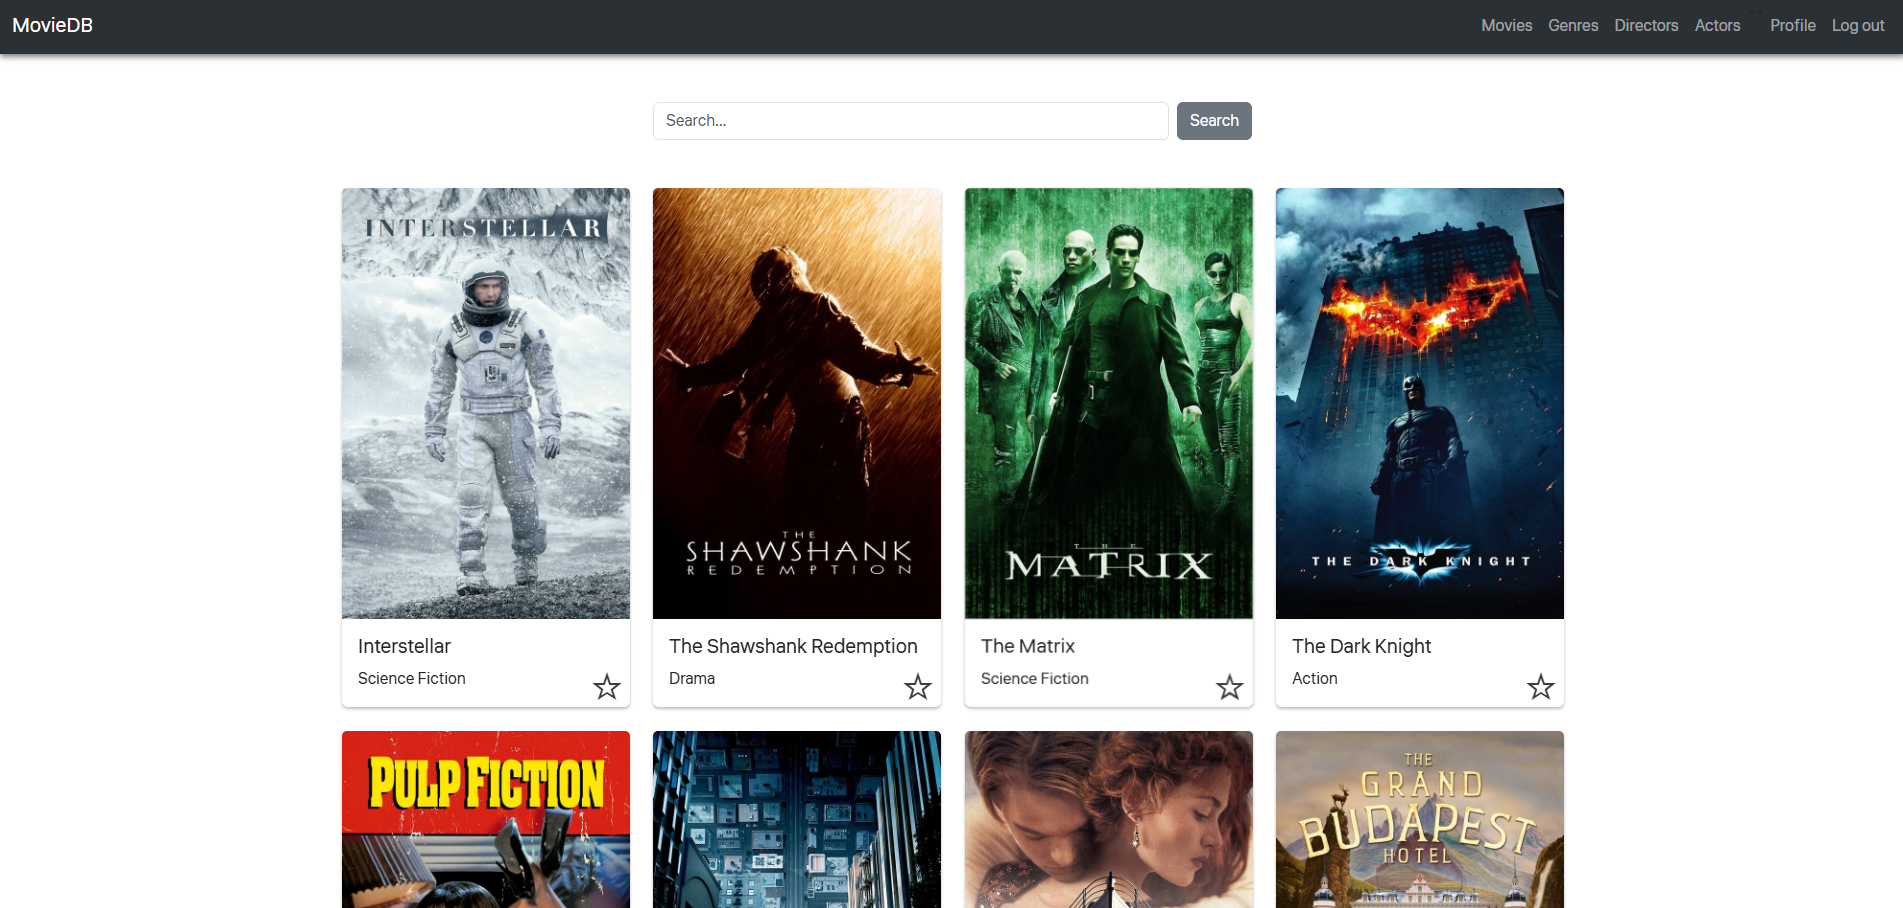 MovieDB
Movies Genres Directors Actors Profile Log out
Search...
Search
INTERSTELLAR
THE
SHAWSHANK
REDEMPTION
THE
MATRIX
THE DARK KNIGHT
Interstellar
The Shawshank Redemption
The Matrix
The Dark Knight
Science Fiction
Drama
Science Fiction
Action
PULP FICTION
THE
GRAND
BUDAPEST
HOTEL